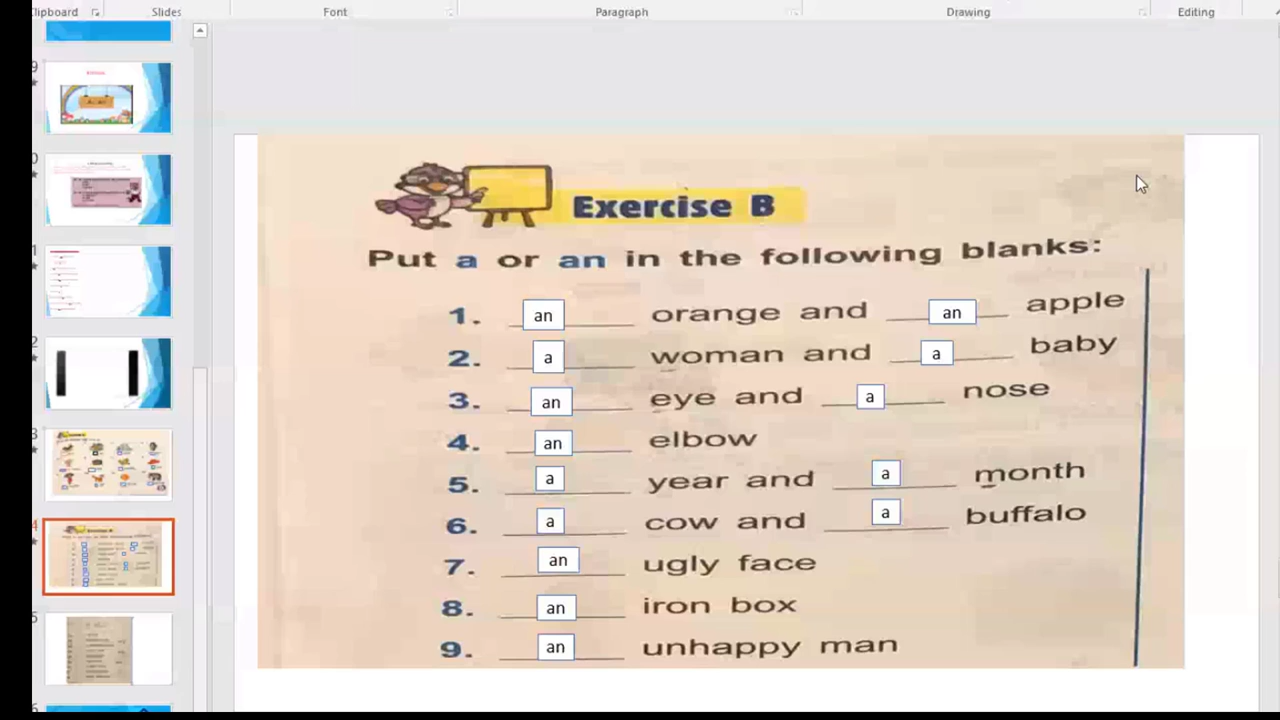 Clipboard Slides Font Paragraph Drawing Editing
Exercise B
Put a or an in the following blanks:
1. an orange and an apple
2. a woman and a baby
3. an eye and a nose
4. an elbow
5. a year and a month
6. a cow and a buffalo
7. an ugly face
8. an iron box
9. an unhappy man